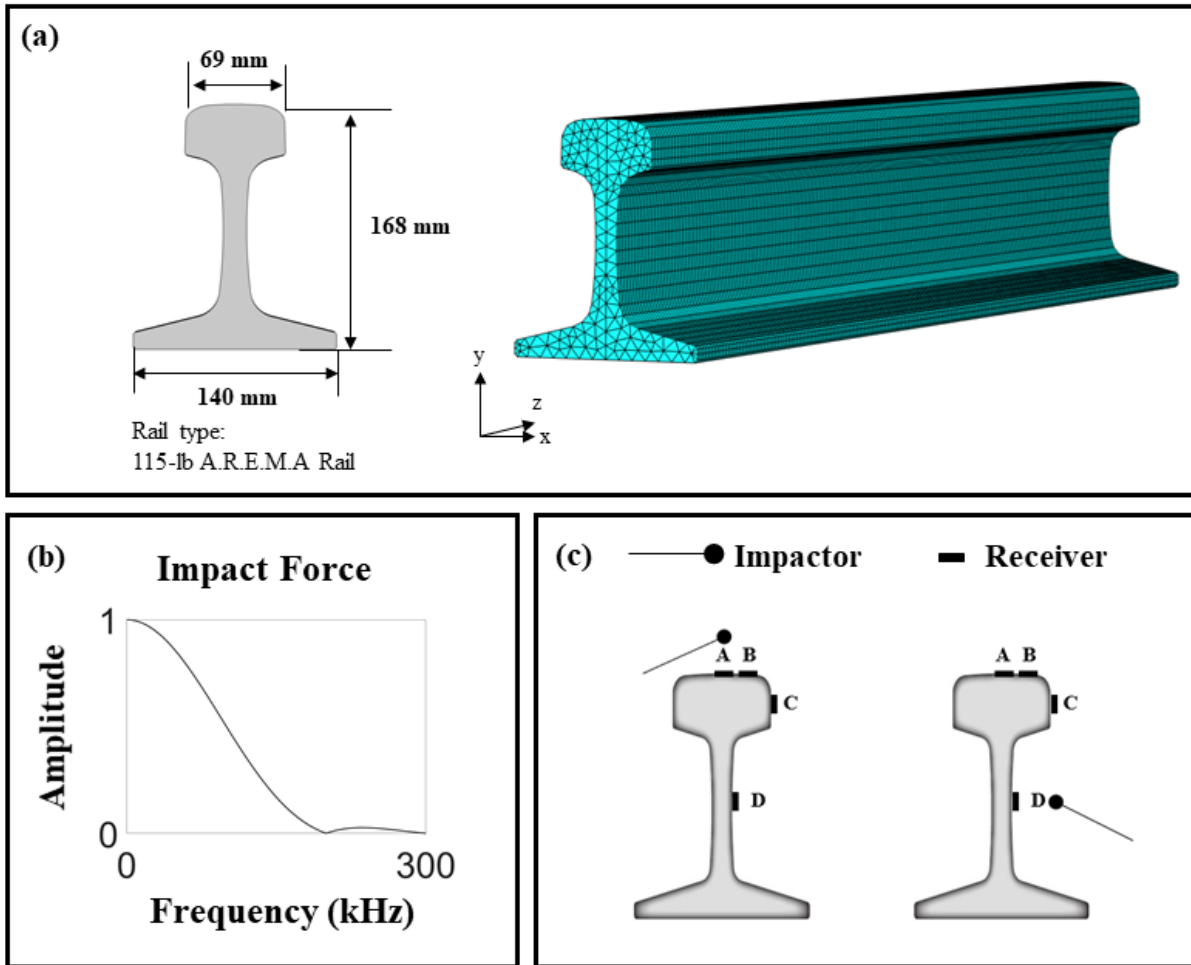 (a)
69 mm
168 mm
140 mm
Rail type:
115-lb A.R.E.M.A Rail
y
z
x
(b)
Impact Force
1
Amplitude
0
0
300
Frequency (kHz)
(c)
Impactor
Receiver
A B
C
D
A B
C
D